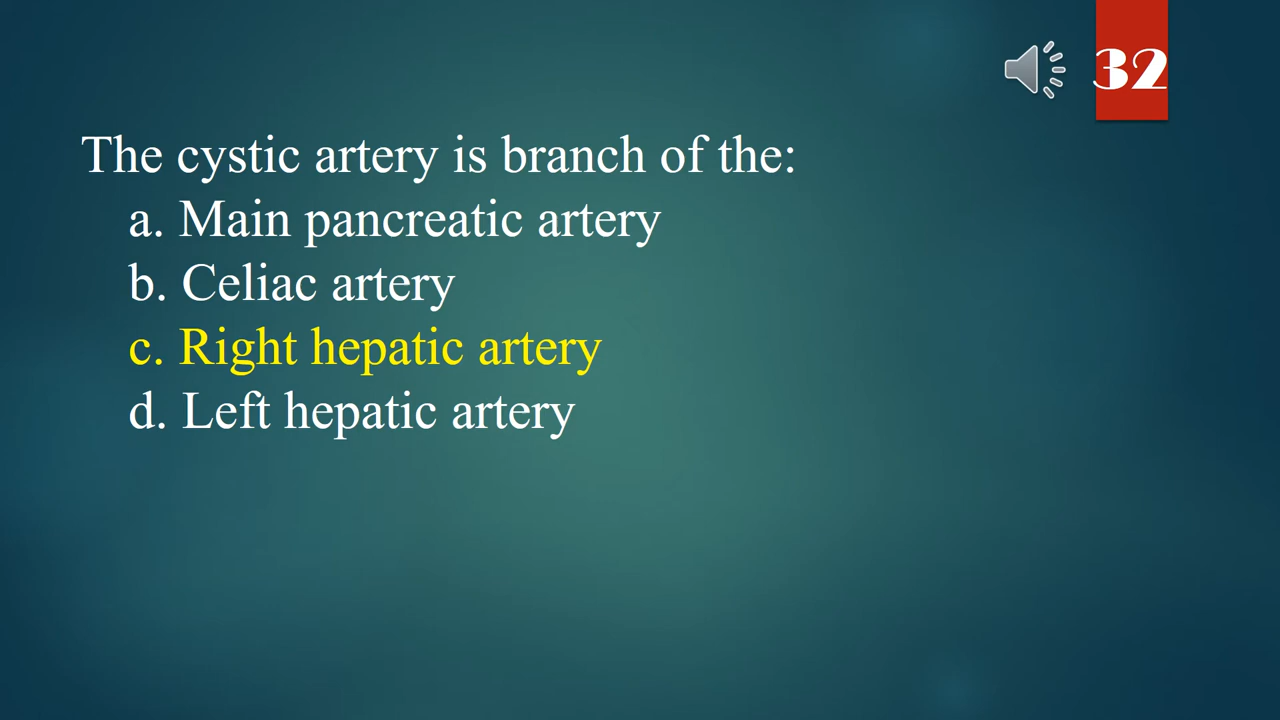 32
The cystic artery is branch of the:
a. Main pancreatic artery
b. Celiac artery
c. Right hepatic artery
d. Left hepatic artery